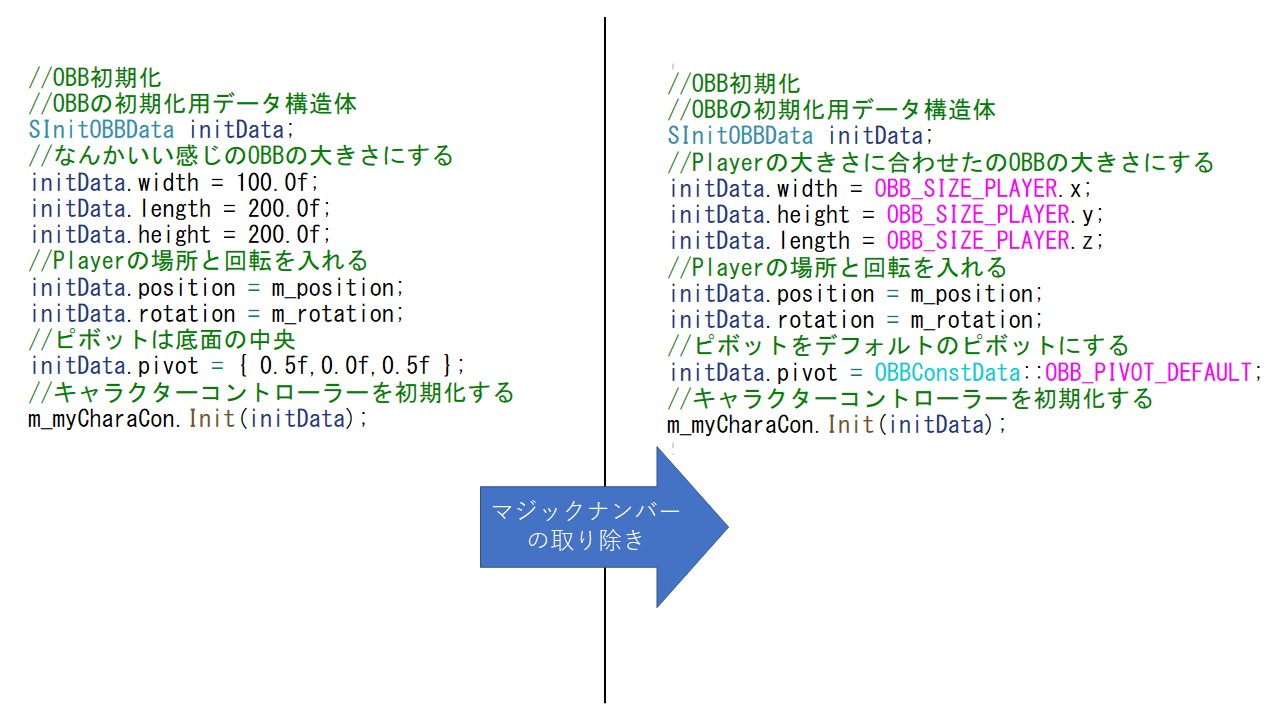 //OBB初期化
//OBBの初期化用データ構造体
SInitOBBData initData;
//なんかいい感じのOBBの大きさにする
initData.width = 100.0f;
initData.length = 200.0f;
initData.height = 200.0f;
//Playerの場所と回転を入れる
initData.position = m_position;
initData.rotation = m_rotation;
//ピボットは底面の中央
initData.pivot = { 0.5f,0.0f,0.5f };
//キャラクターコントローラーを初期化する
m_myCharaCon.Init(initData);
//OBB初期化
//OBBの初期化用データ構造体
SInitOBBData initData;
//Playerの大きさに合わせたのOBBの大きさにする
initData.width = OBB_SIZE_PLAYER.x;
initData.height = OBB_SIZE_PLAYER.y;
initData.length = OBB_SIZE_PLAYER.z;
//Playerの場所と回転を入れる
initData.position = m_position;
initData.rotation = m_rotation;
//ピボットをデフォルトのピボットにする
initData.pivot = OBBConstData::OBB_PIVOT_DEFAULT;
//キャラクターコントローラーを初期化する
m_myCharaCon.Init(initData);
マジックナンバー
の取り除き